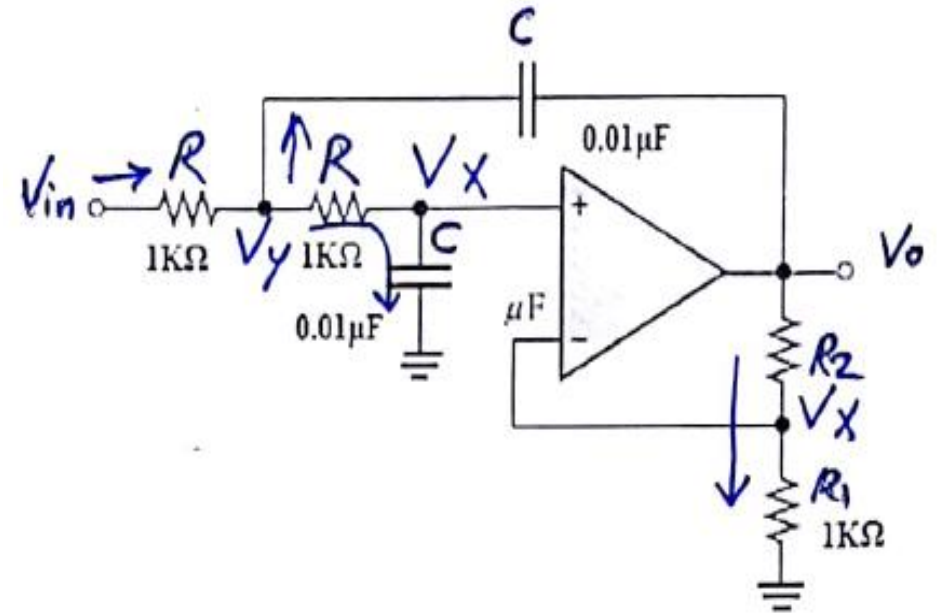 C
0.01µF
Vin R R Vx
1KΩ Vy 1KΩ C
0.01µF
µF
+
−
Vo
R2
Vx
R1
1KΩ